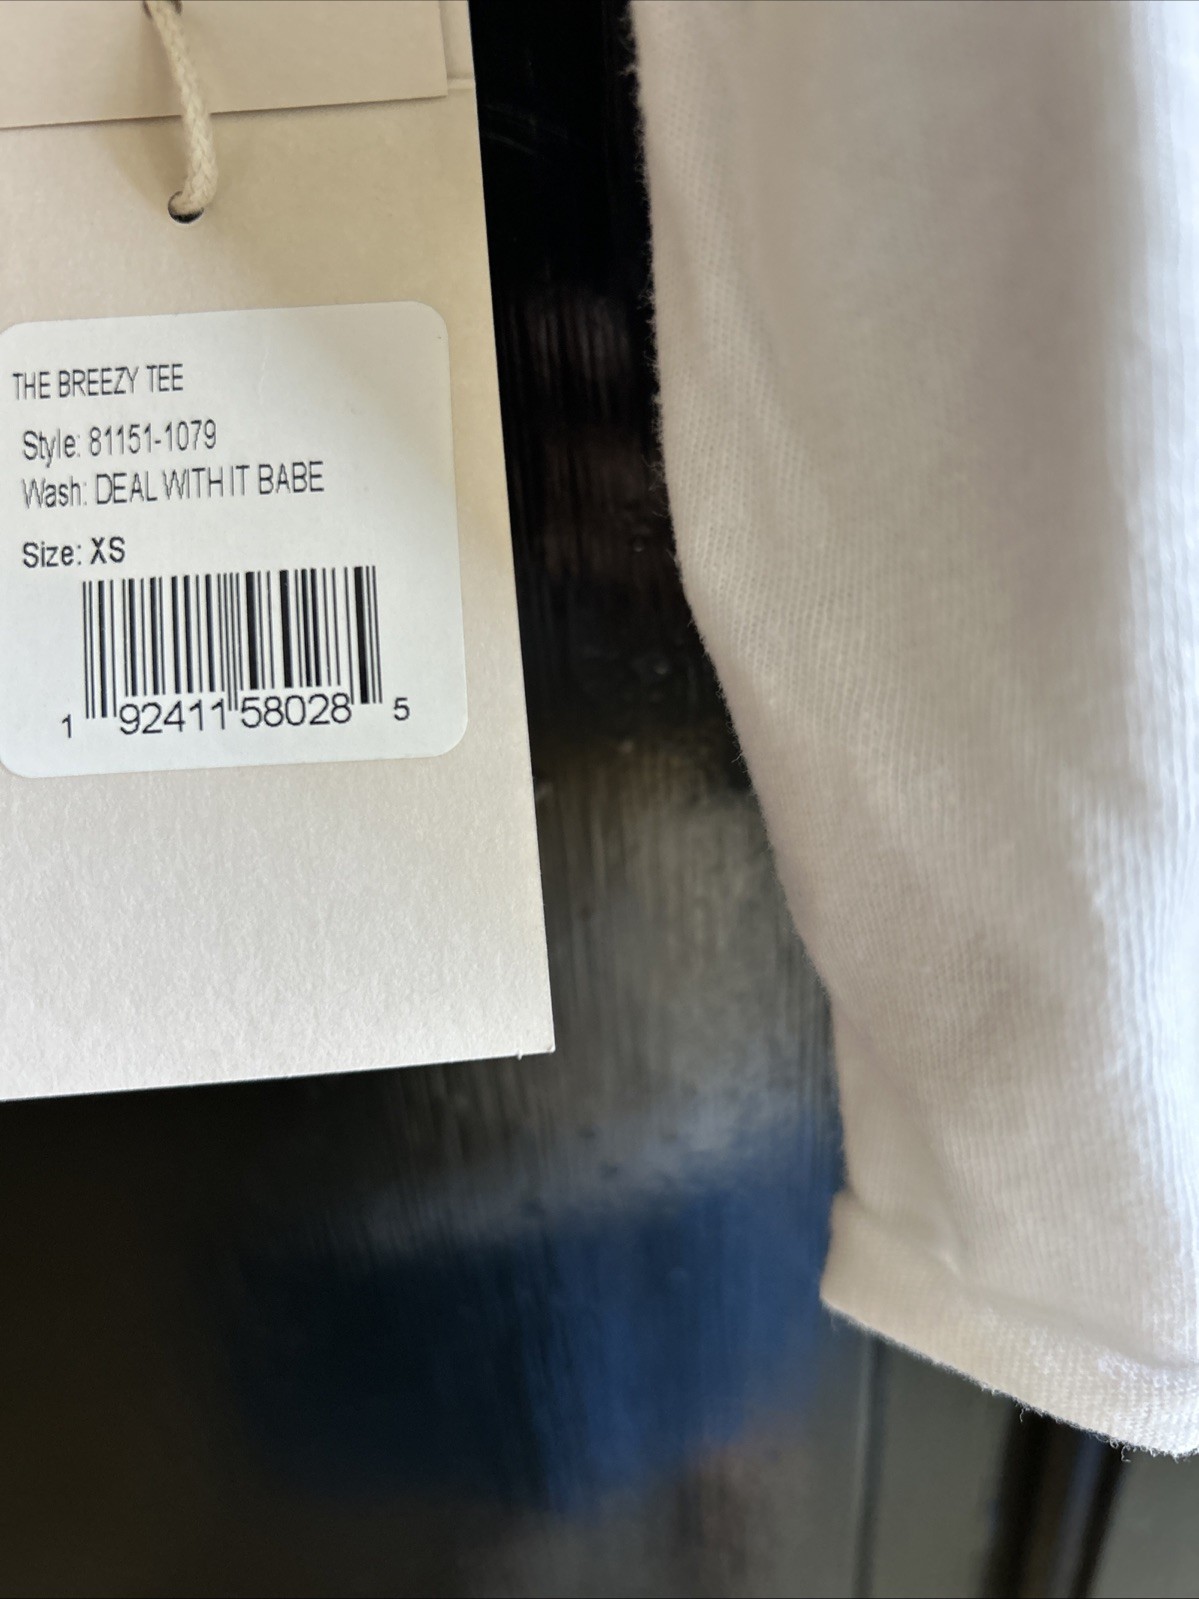 THE BREEZY TEE
Style: 81151-1079
Wash: DEAL WITH IT BABE
Size: XS
1 92411 58028 5